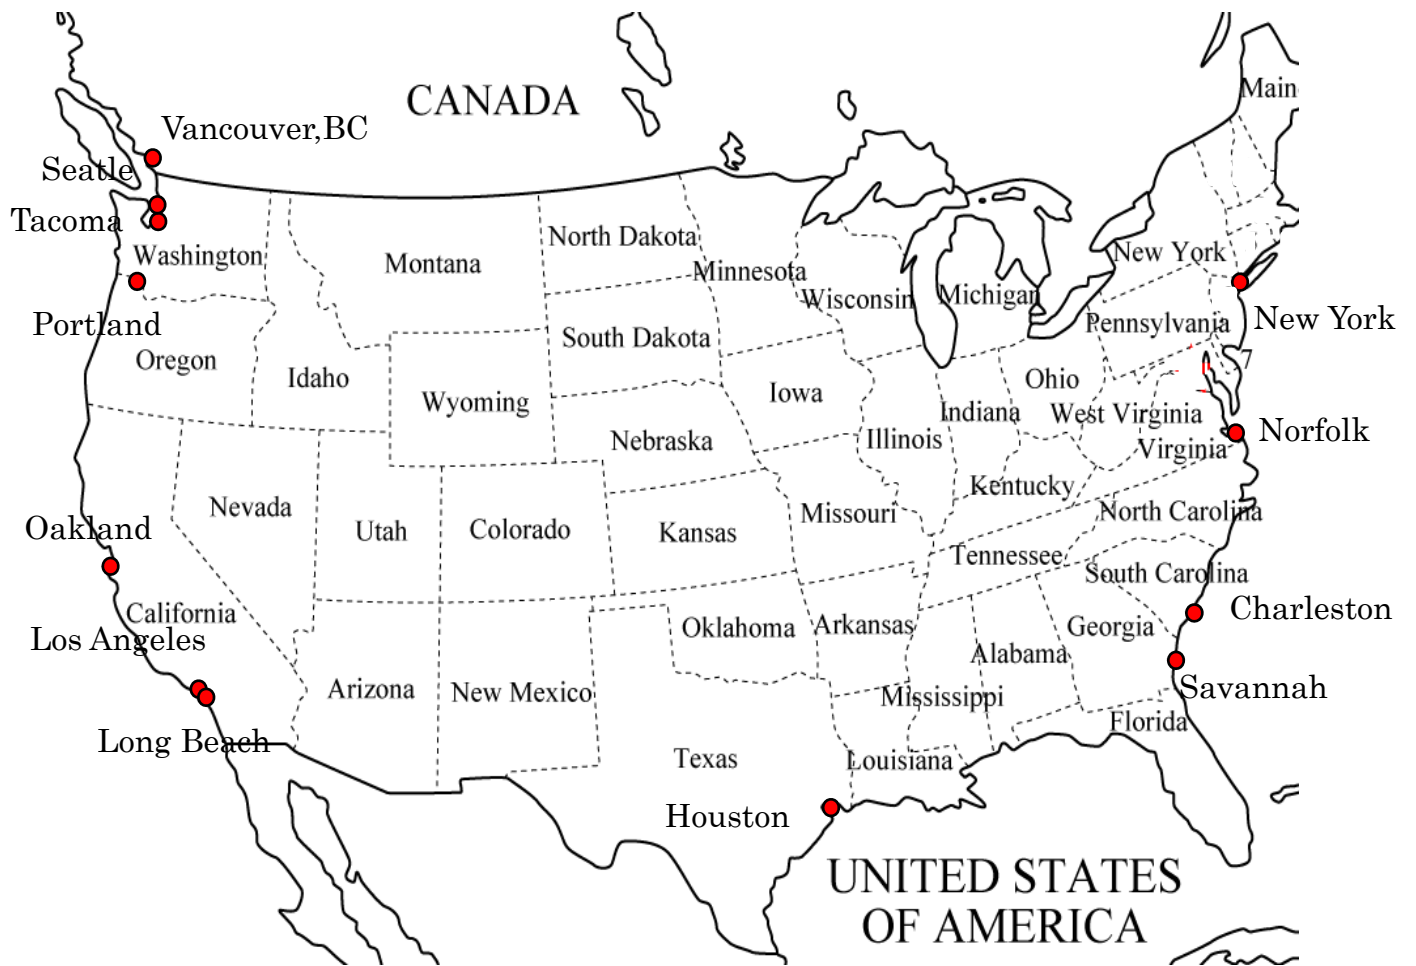 Main
CANADA
Vancouver,BC
Seatle
Tacoma
Washington
Montana
North Dakota
Minnesota
New York
Wisconsin
Michigan
Portland
Oregon
Idaho
South Dakota
Pennsylvania
New York
7
Wyoming
Iowa
Ohio
Indiana
West Virginia
Nebraska
Illinois
Virginia
Norfolk
Kentucky
Nevada
Oakland
Utah
Colorado
Kansas
Missouri
North Carolina
Tennessee
South Carolina
California
Los Angeles
Oklahoma
Arkansas
Georgia
Charleston
Alabama
Arizona
New Mexico
Mississippi
Savannah
Florida
Long Beach
Texas
Louisiana
Houston
UNITED STATES
OF AMERICA